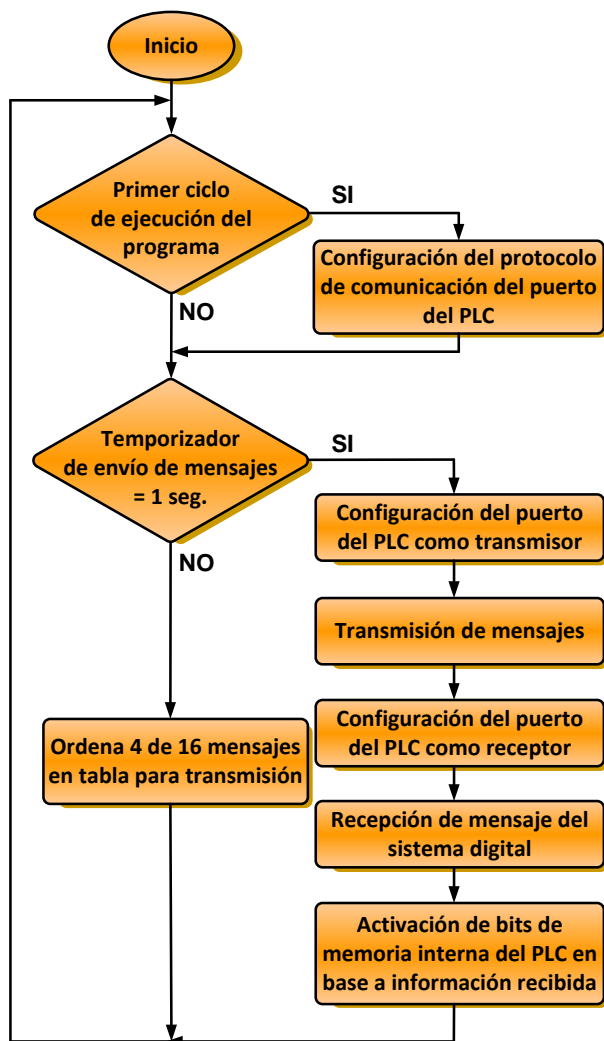 Inicio
Primer ciclo
de ejecución del
programa
SI
Configuración del protocolo
de comunicación del puerto
del PLC
NO
Temporizador
de envío de mensajes
= 1 seg.
SI
Configuración del puerto
del PLC como transmisor
NO
Transmisión de mensajes
Configuración del puerto
del PLC como receptor
Ordena 4 de 16 mensajes
en tabla para transmisión
Recepción de mensaje del
sistema digital
Activación de bits de
memoria interna del PLC en
base a información recibida